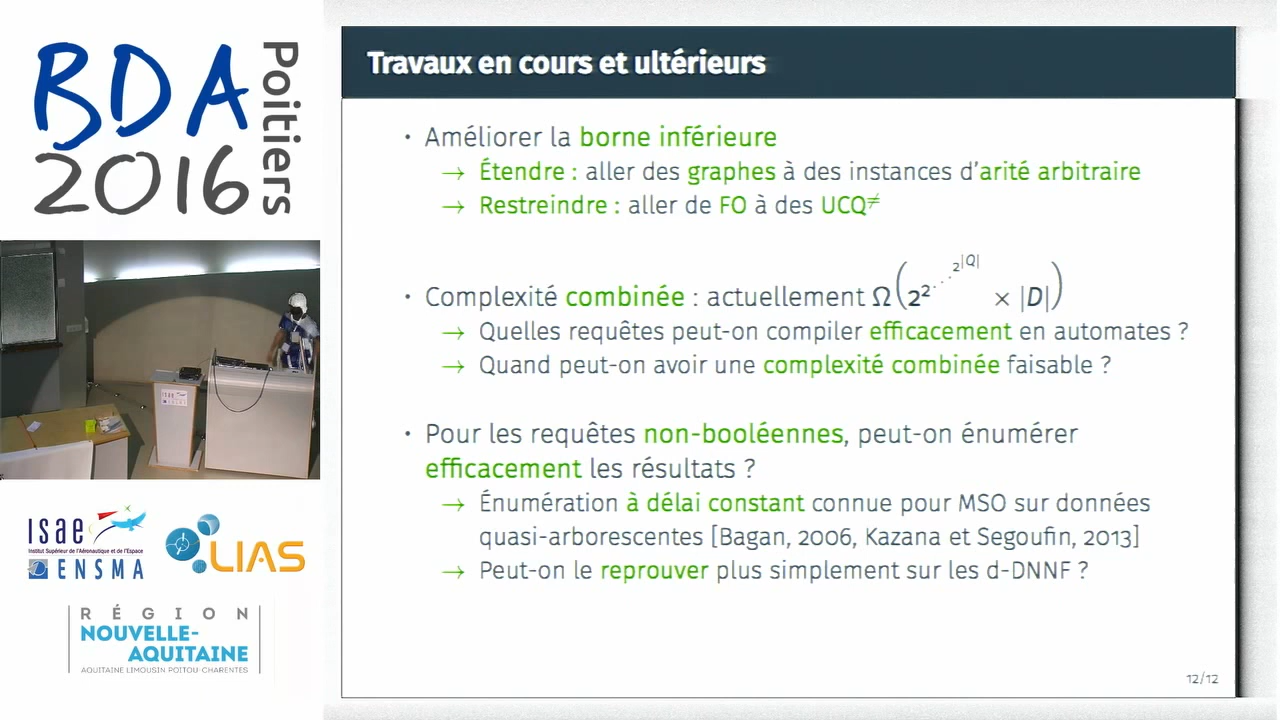 BDA
2016
Poitiers
isae
Institut Supérieur de l'Aéronautique et de l'Espace
ENSMA
LIAS
RÉGION
NOUVELLE-
AQUITAINE
AQUITAINE LIMOUSIN POITOU-CHARENTES
Travaux en cours et ultérieurs
• Améliorer la borne inférieure
→ Étendre : aller des graphes à des instances d'arité arbitraire
→ Restreindre : aller de FO à des UCQ≠
• Complexité combinée : actuellement Ω(2^2^⋰^2^|Q| × |D|)
→ Quelles requêtes peut-on compiler efficacement en automates ?
→ Quand peut-on avoir une complexité combinée faisable ?
• Pour les requêtes non-booléennes, peut-on énumérer
efficacement les résultats ?
→ Énumération à délai constant connue pour MSO sur données
quasi-arborescentes [Bagan, 2006, Kazana et Segoufin, 2013]
→ Peut-on le reprouver plus simplement sur les d-DNNF ?
12/12